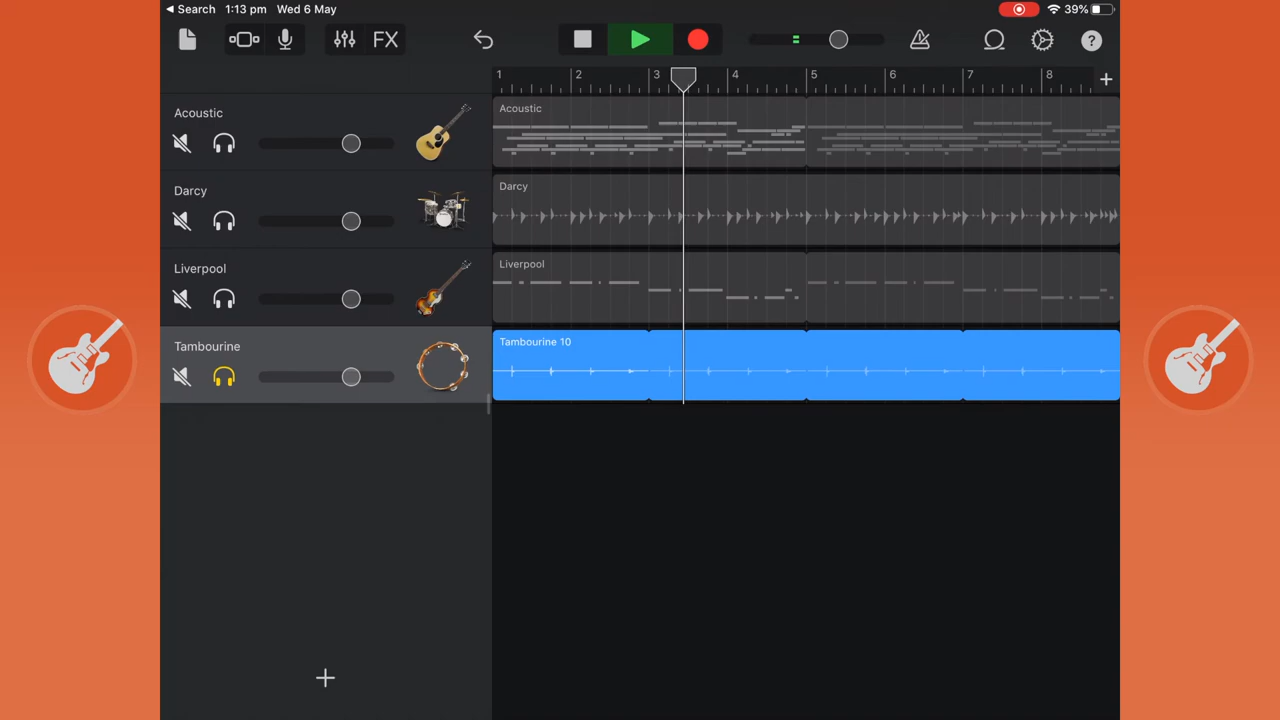 Search 1:13 pm Wed 6 May 39%
FX ?
1 2 3 4 5 6 7 8 +
Acoustic
Acoustic
Darcy
Darcy
Liverpool
Liverpool
Tambourine
Tambourine 10
+